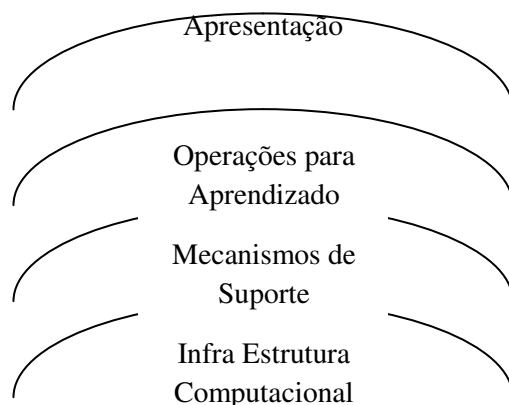 Apresentação
Operações para
Aprendizado
Mecanismos de
Suporte
Infra Estrutura
Computacional